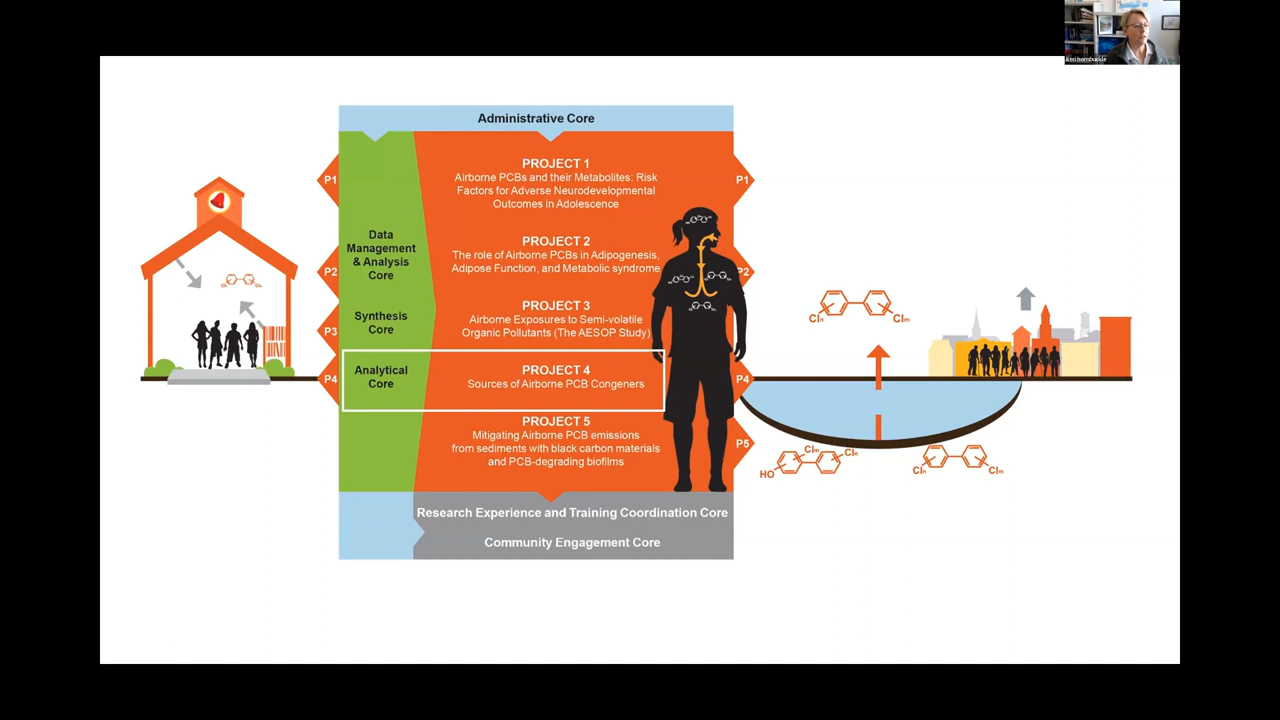 keri hornbuckle
Administrative Core
PROJECT 1
Airborne PCBs and their Metabolites: Risk
Factors for Adverse Neurodevelopmental
Outcomes in Adolescence
P1
P1
Data
Management
& Analysis
Core
PROJECT 2
The role of Airborne PCBs in Adipogenesis,
Adipose Function, and Metabolic syndrome
P2
P2
Synthesis
Core
PROJECT 3
Airborne Exposures to Semi-volatile
Organic Pollutants (The AESOP Study)
P3
Cln
Clm
Analytical
Core
PROJECT 4
Sources of Airborne PCB Congeners
P4
P4
PROJECT 5
Mitigating Airborne PCB emissions
from sediments with black carbon materials
and PCB-degrading biofilms
P5
HO
Clm
Cln
Cln
Clm
Research Experience and Training Coordination Core
Community Engagement Core